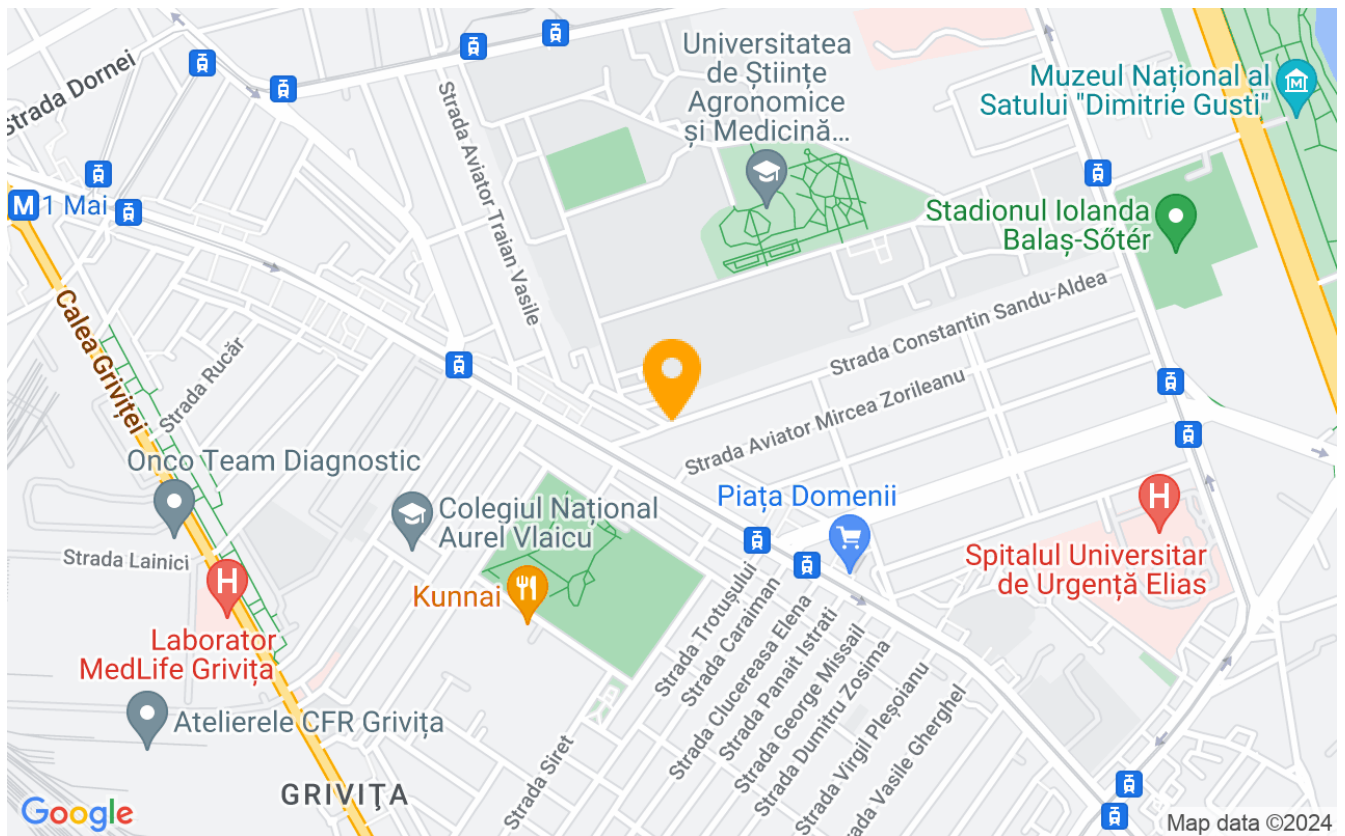 Universitatea
de Științe
Agronomice
și Medicină...
Muzeul Național al
Satului "Dimitrie Gusti"
M
Strada Dornei
Strada Aviator Traian Vasile
M 1 Mai
Stadionul Iolanda
Balaș-Sőtér
Calea Griviței
Strada Rucăr
Strada Constantin Sandu-Aldea
Strada Aviator Mircea Zorileanu
Onco Team Diagnostic
Colegiul Național
Aurel Vlaicu
Piața Domenii
H
Spitalul Universitar
de Urgență Elias
Strada Lainici
H
Kunnai
Laborator
MedLife Grivița
Strada Trotușului
Strada Caraiman
Strada Clucereasa Elena
Strada Panait Istrati
Strada George Missail
Strada Dumitru Zosima
Strada Virgil Pleșoianu
rada Vasile Gherghel
Atelierele CFR Grivița
Strada Siret
GRIVIŢA
Google
Map data ©2024